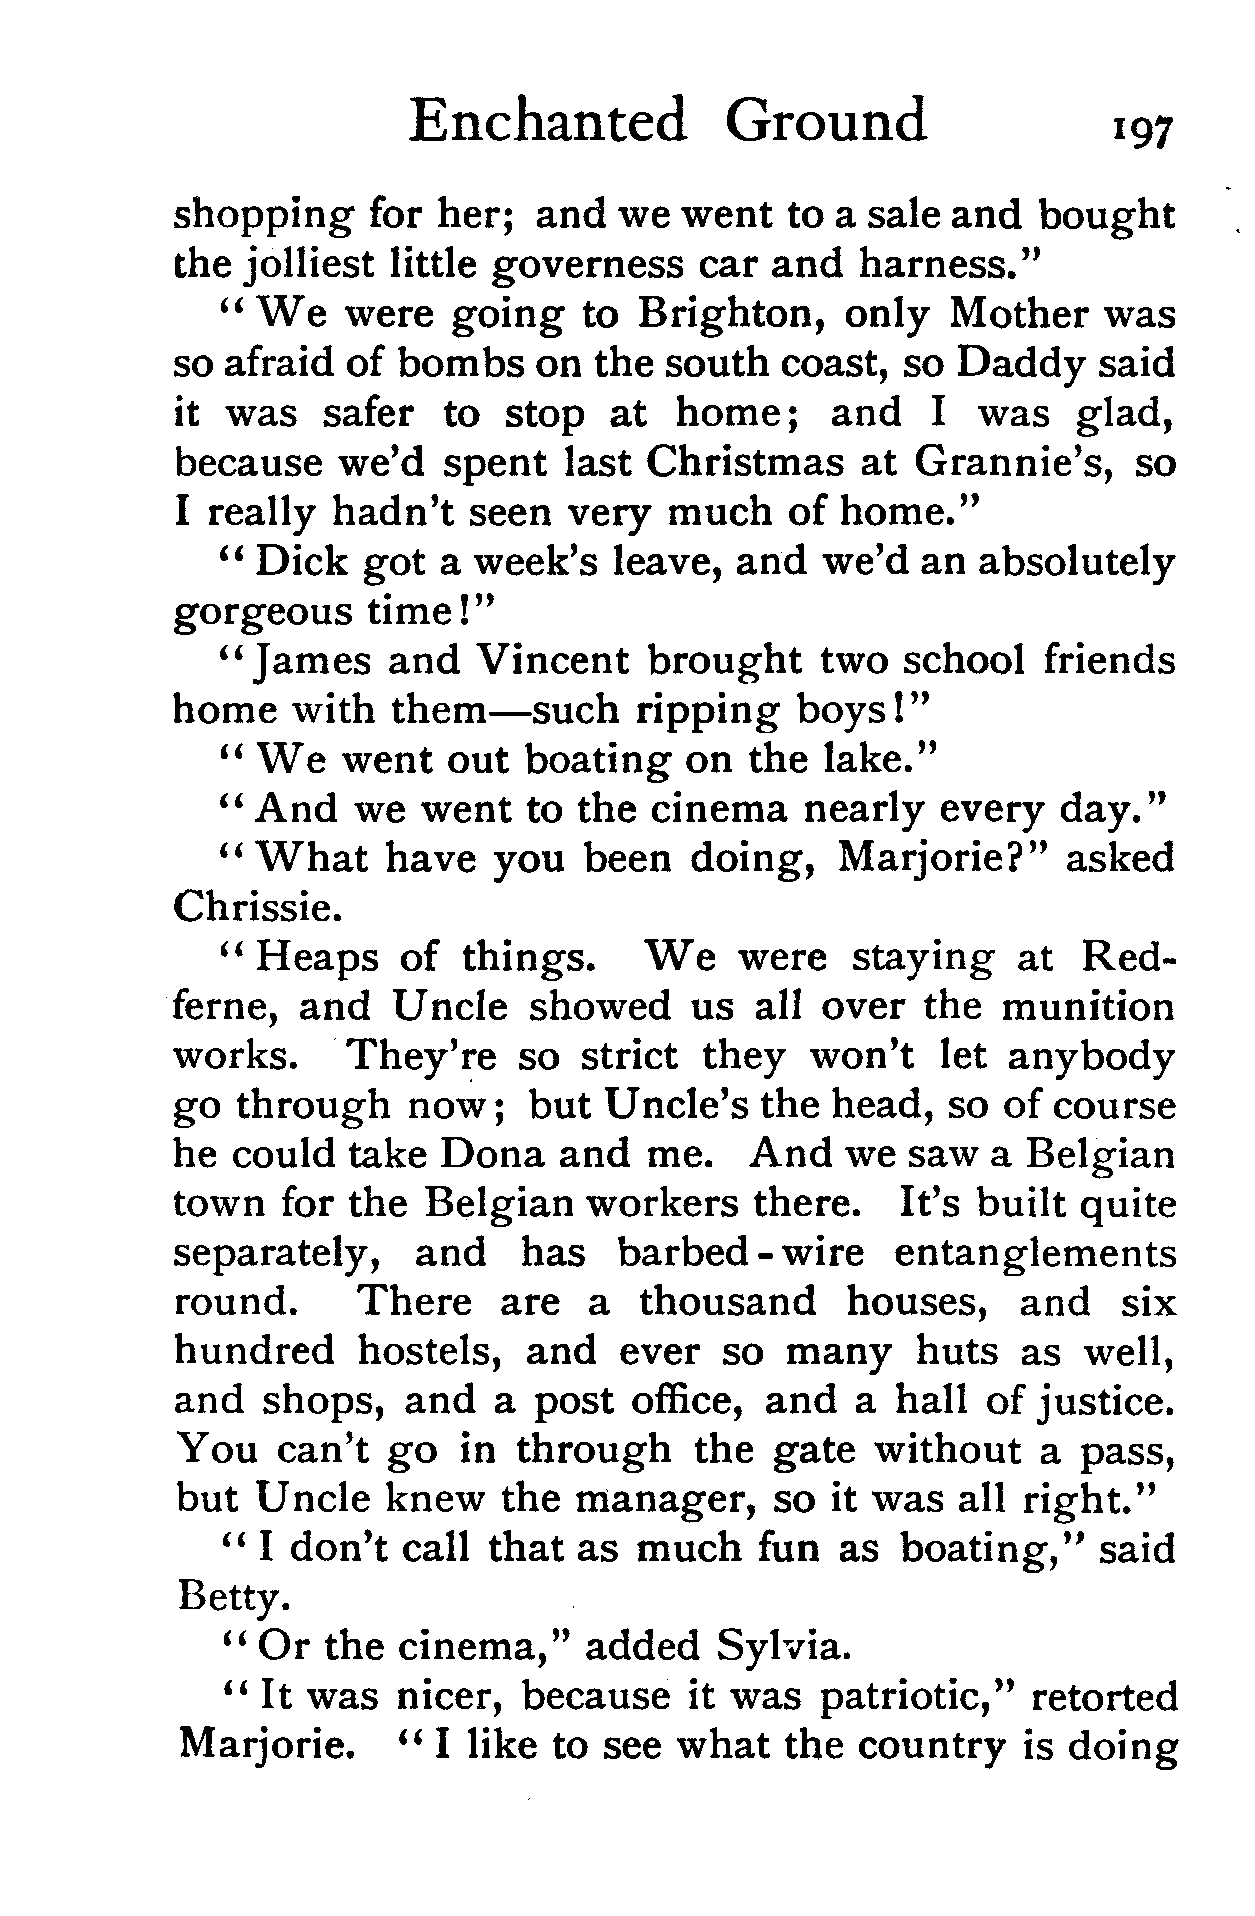 Enchanted Ground 197
shopping for her; and we went to a sale and bought
the jolliest little governess car and harness."
"We were going to Brighton, only Mother was
so afraid of bombs on the south coast, so Daddy said
it was safer to stop at home; and I was glad,
because we'd spent last Christmas at Grannie's, so
I really hadn't seen very much of home."
"Dick got a week's leave, and we'd an absolutely
gorgeous time!"
"James and Vincent brought two school friends
home with them—such ripping boys!"
"We went out boating on the lake."
"And we went to the cinema nearly every day."
"What have you been doing, Marjorie?" asked
Chrissie.
"Heaps of things. We were staying at Red-
ferne, and Uncle showed us all over the munition
works. They're so strict they won't let anybody
go through now; but Uncle's the head, so of course
he could take Dona and me. And we saw a Belgian
town for the Belgian workers there. It's built quite
separately, and has barbed-wire entanglements
round. There are a thousand houses, and six
hundred hostels, and ever so many huts as well,
and shops, and a post office, and a hall of justice.
You can't go in through the gate without a pass,
but Uncle knew the manager, so it was all right."
"I don't call that as much fun as boating," said
Betty.
"Or the cinema," added Sylvia.
"It was nicer, because it was patriotic," retorted
Marjorie. "I like to see what the country is doing